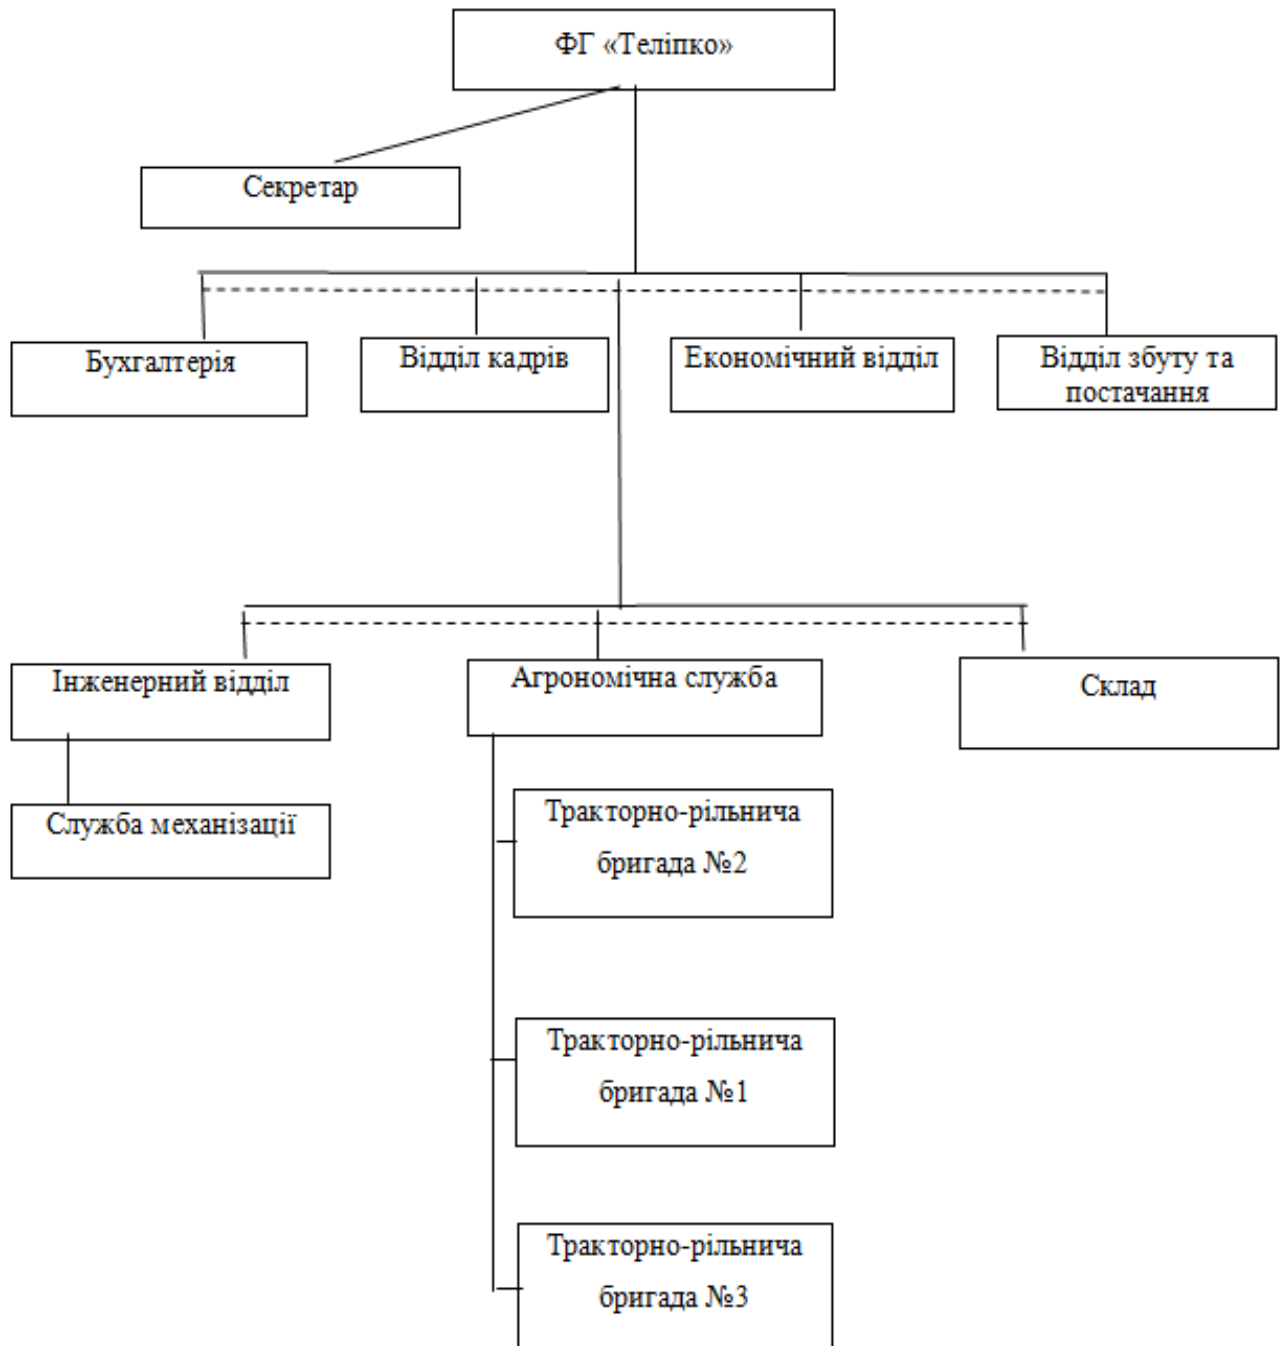 ФГ «Теліпко»
Секретар
Бухгалтерія
Відділ кадрів
Економічний відділ
Відділ збуту та
постачання
Інженерний відділ
Агрономічна служба
Склад
Служба механізації
Тракторно-рільнича
бригада №2
Тракторно-рільнича
бригада №1
Тракторно-рільнича
бригада №3